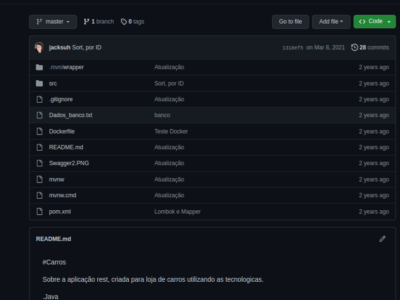 master
1 branch
0 tags
Go to file
Add file
Code
jacksuh Sort, por ID
on Mar 8, 2021
28 commits
.mvn/wrapper Atualização 2 years ago
src Sort, por ID 2 years ago
.gitignore Atualização 2 years ago
Dados_banco.txt banco 2 years ago
Dockerfile Teste Docker 2 years ago
README.md Atualização 2 years ago
Swagger2.PNG Atualização 2 years ago
mvnw Atualização 2 years ago
mvnw.cmd Atualização 2 years ago
pom.xml Lombok e Mapper 2 years ago
README.md
#Carros
Sobre a aplicação rest, criada para loja de carros utilizando as tecnologicas.
.Java